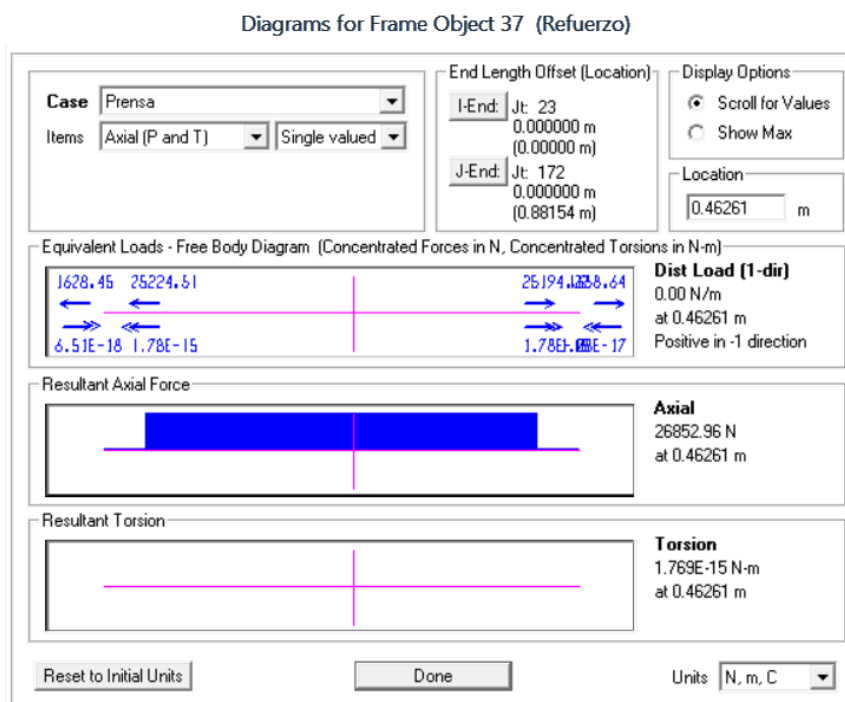 Diagrams for Frame Object 37 (Refuerzo)
Case Prensa
Items Axial (P and T) Single valued
End Length Offset (Location)
I-End: Jt: 23
0.000000 m
(0.00000 m)
J-End: Jt: 172
0.000000 m
(0.88154 m)
Display Options
Scroll for Values
Show Max
Location
0.46261 m
Equivalent Loads - Free Body Diagram (Concentrated Forces in N, Concentrated Torsions in N-m)
1628.45 25224.51
6.51E-18 1.78E-15
Dist Load (1-dir)
0.00 N/m
at 0.46261 m
Positive in -1 direction
Resultant Axial Force
Axial
26852.96 N
at 0.46261 m
Resultant Torsion
Torsion
1.769E-15 N-m
at 0.46261 m
Reset to Initial Units Done Units N, m, C